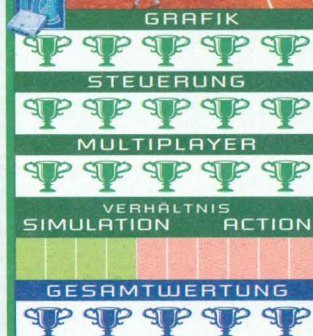 GRAFIK
STEUERUNG
MULTIPLAYER
VERHÄLTNIS
SIMULATION ACTION
GESAMTWERTUNG